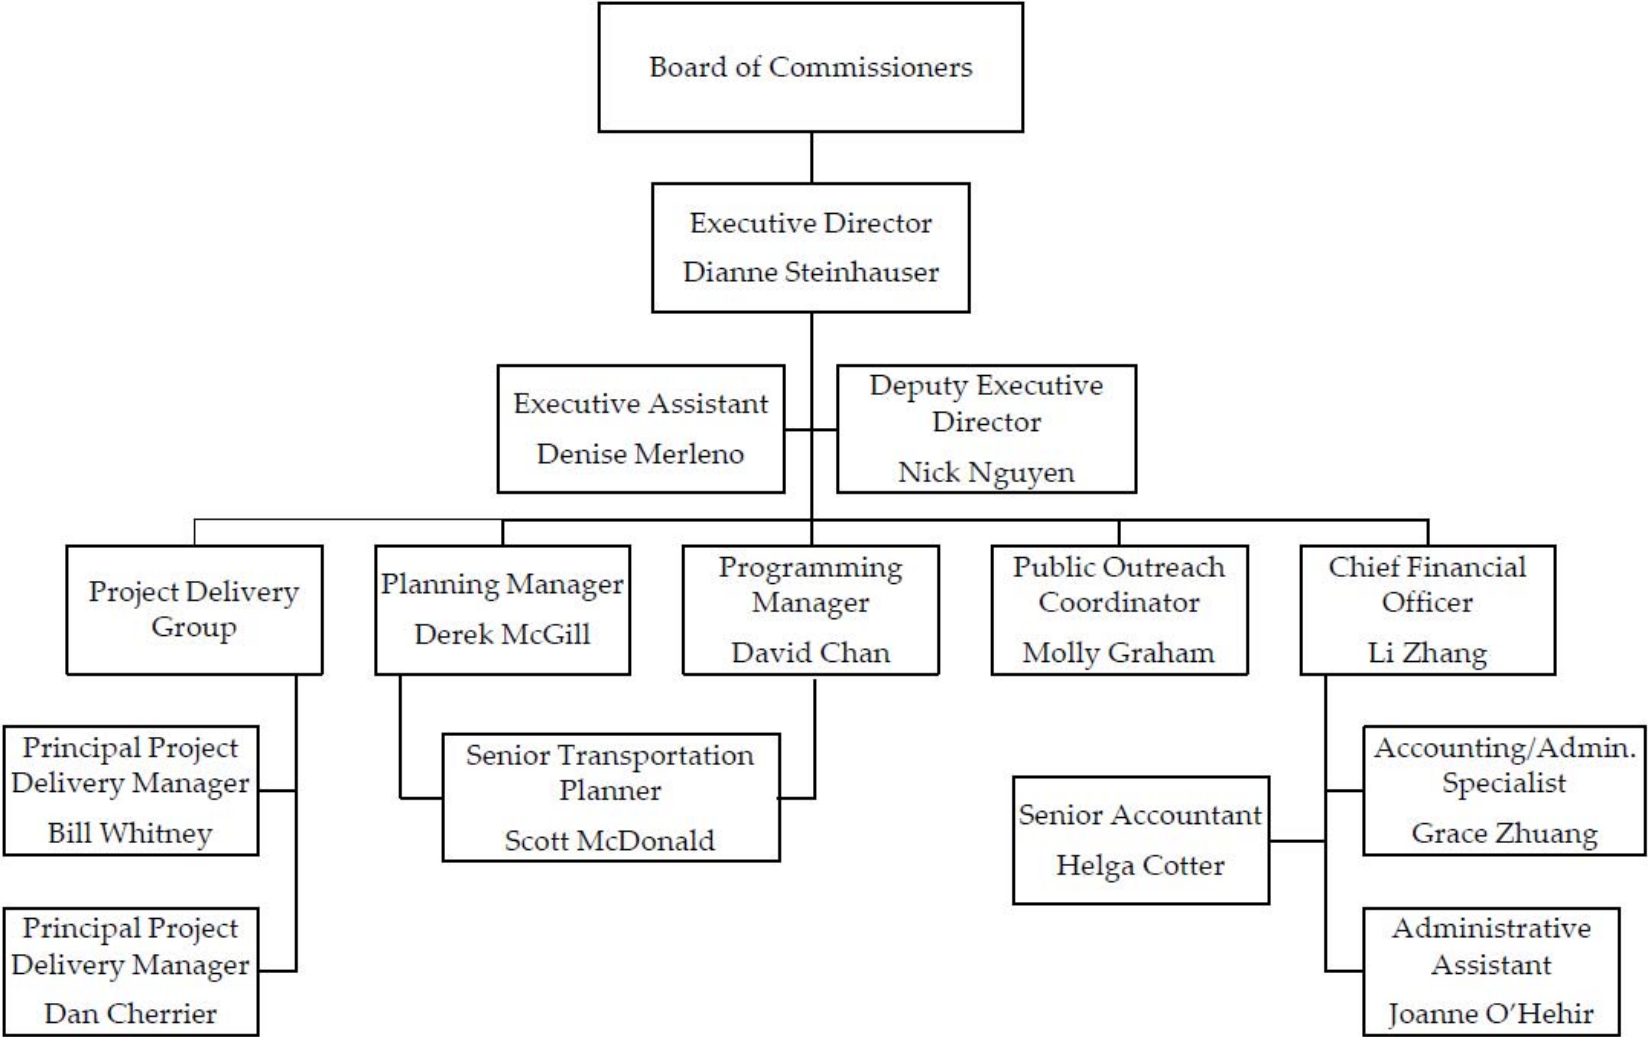 Board of Commissioners
Executive Director
Dianne Steinhauser
Executive Assistant
Denise Merleno
Deputy Executive
Director
Nick Nguyen
Project Delivery
Group
Planning Manager
Derek McGill
Programming
Manager
David Chan
Public Outreach
Coordinator
Molly Graham
Chief Financial
Officer
Li Zhang
Principal Project
Delivery Manager
Bill Whitney
Senior Transportation
Planner
Scott McDonald
Senior Accountant
Helga Cotter
Accounting/Admin.
Specialist
Grace Zhuang
Principal Project
Delivery Manager
Dan Cherrier
Administrative
Assistant
Joanne O’Hehir